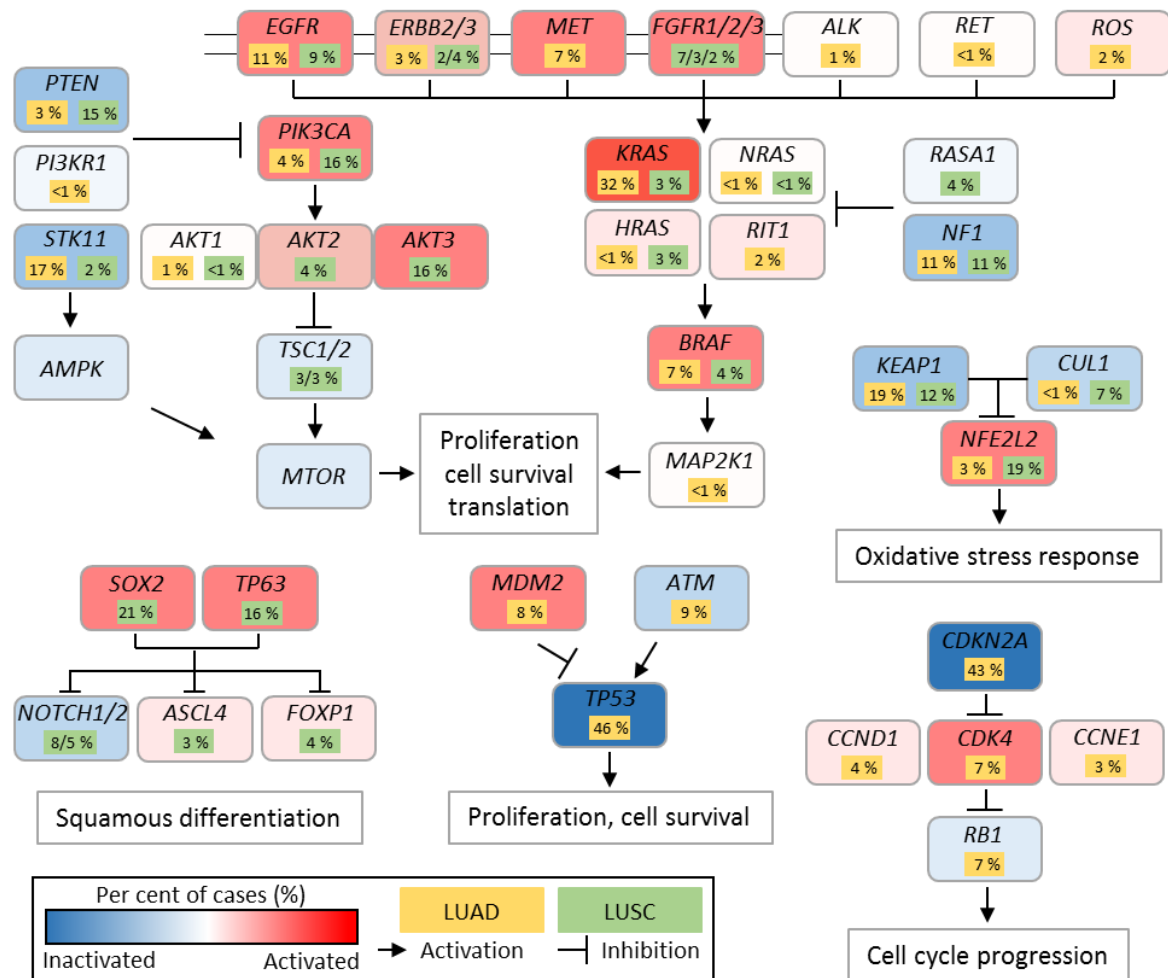 EGFR ERBB2/3 MET FGFR1/2/3 ALK RET ROS
11 % 9 % 3 % 2/4 % 7 % 7/3/2 % 1 % <1 % 2 %
PTEN
3 % 15 %
PIK3CA
4 % 16 %
PI3KR1
<1 %
KRAS NRAS RASA1
32 % 3 % <1 % <1 % 4 %
HRAS RIT1 NF1
<1 % 3 % 2 % 11 % 11 %
STK11 AKT1 AKT2 AKT3
17 % 2 % 1 % <1 % 4 % 16 %
AMPK
TSC1/2
3/3 %
BRAF
7 % 4 %
KEAP1 CUL1
19 % 12 % <1 % 7 %
NFE2L2
3 % 19 %
MTOR
Proliferation
cell survival
translation
MAP2K1
<1 %
Oxidative stress response
SOX2 TP63
21 % 16 %
NOTCH1/2 ASCL4 FOXP1
8/5 % 3 % 4 %
Squamous differentiation
MDM2 ATM
8 % 9 %
TP53
46 %
Proliferation, cell survival
CDKN2A
43 %
CCND1 CDK4 CCNE1
4 % 7 % 3 %
RB1
7 %
Cell cycle progression
Per cent of cases (%)
Inactivated Activated
LUAD LUSC
Activation Inhibition